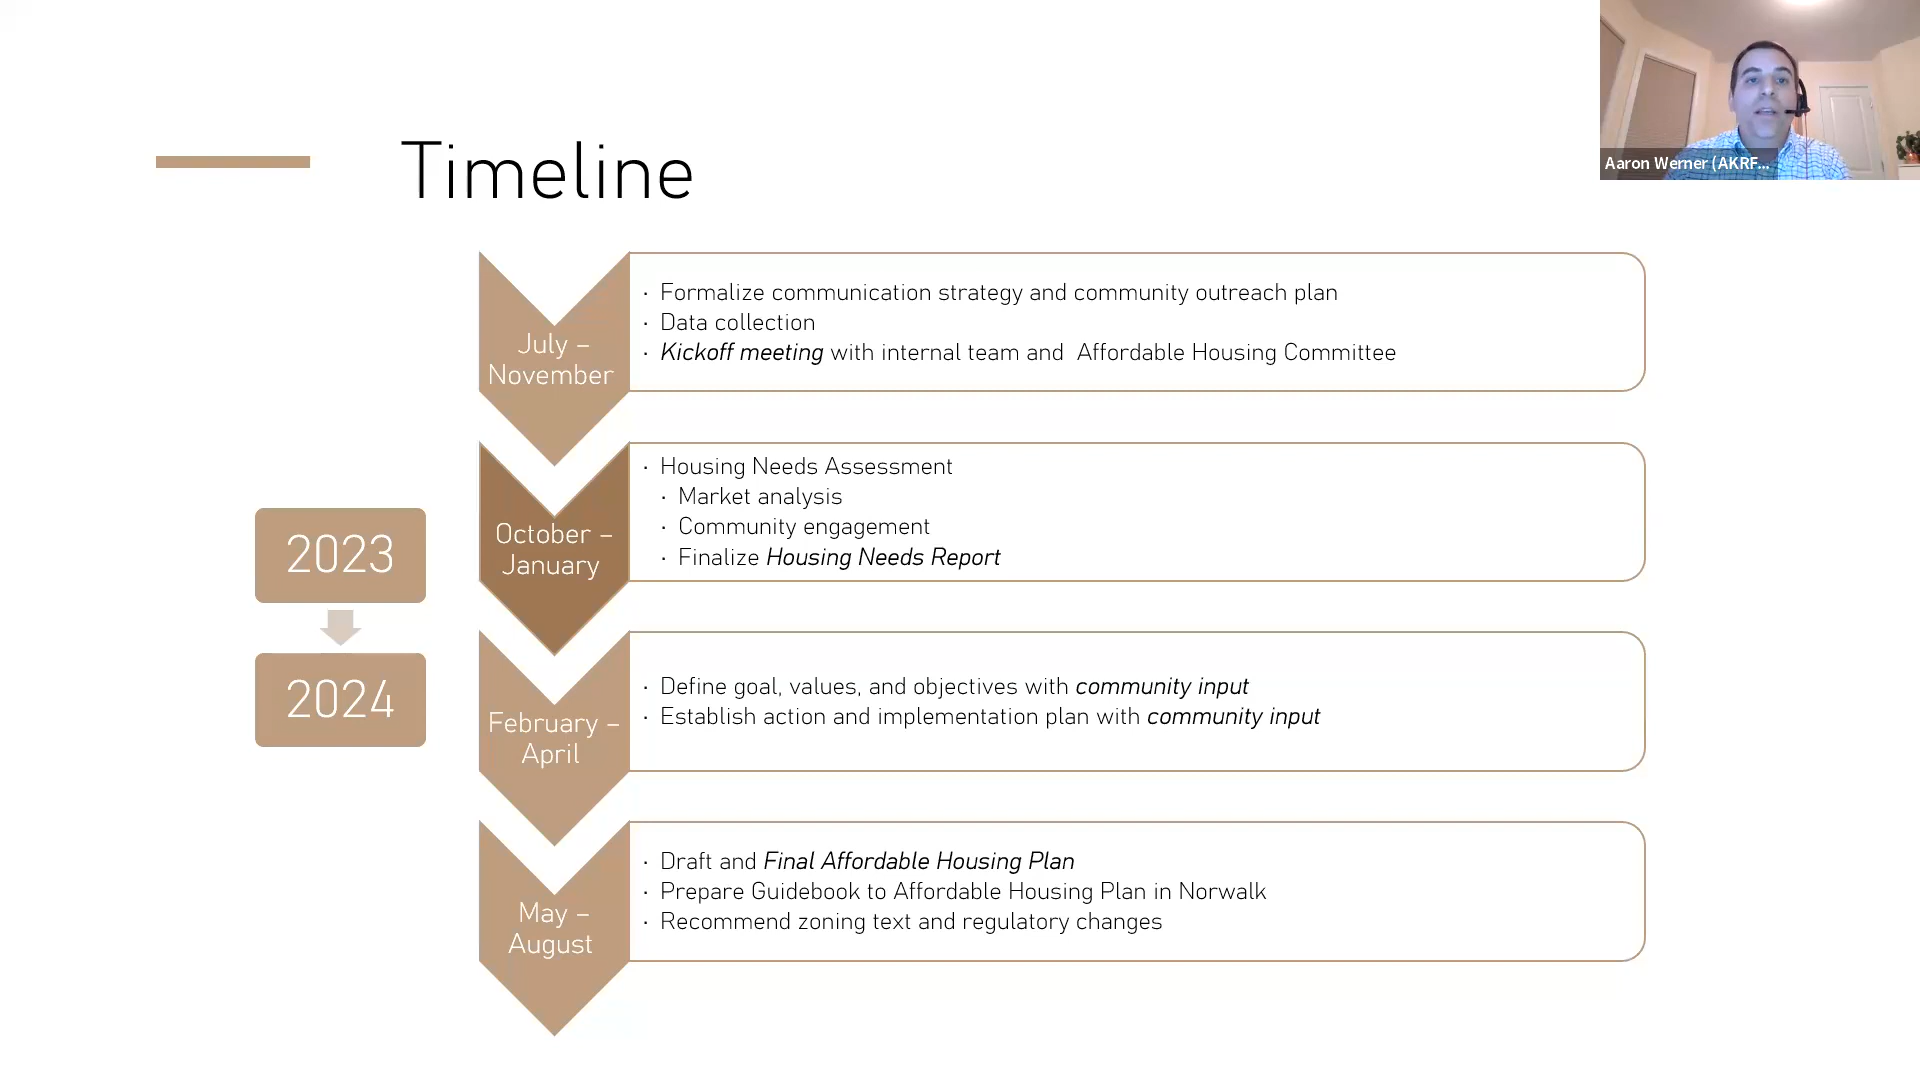 Timeline
Aaron Werner (AKRF...
July –
November
· Formalize communication strategy and community outreach plan
· Data collection
· Kickoff meeting with internal team and  Affordable Housing Committee
2023
2024
October –
January
· Housing Needs Assessment
· Market analysis
· Community engagement
· Finalize Housing Needs Report
February –
April
· Define goal, values, and objectives with community input
· Establish action and implementation plan with community input
May –
August
· Draft and Final Affordable Housing Plan
· Prepare Guidebook to Affordable Housing Plan in Norwalk
· Recommend zoning text and regulatory changes